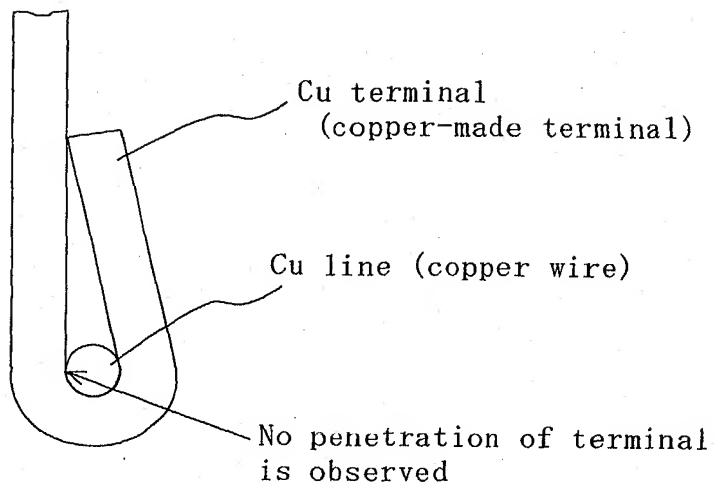 Cu terminal
(copper-made terminal)
Cu line (copper wire)
No penetration of terminal
is observed